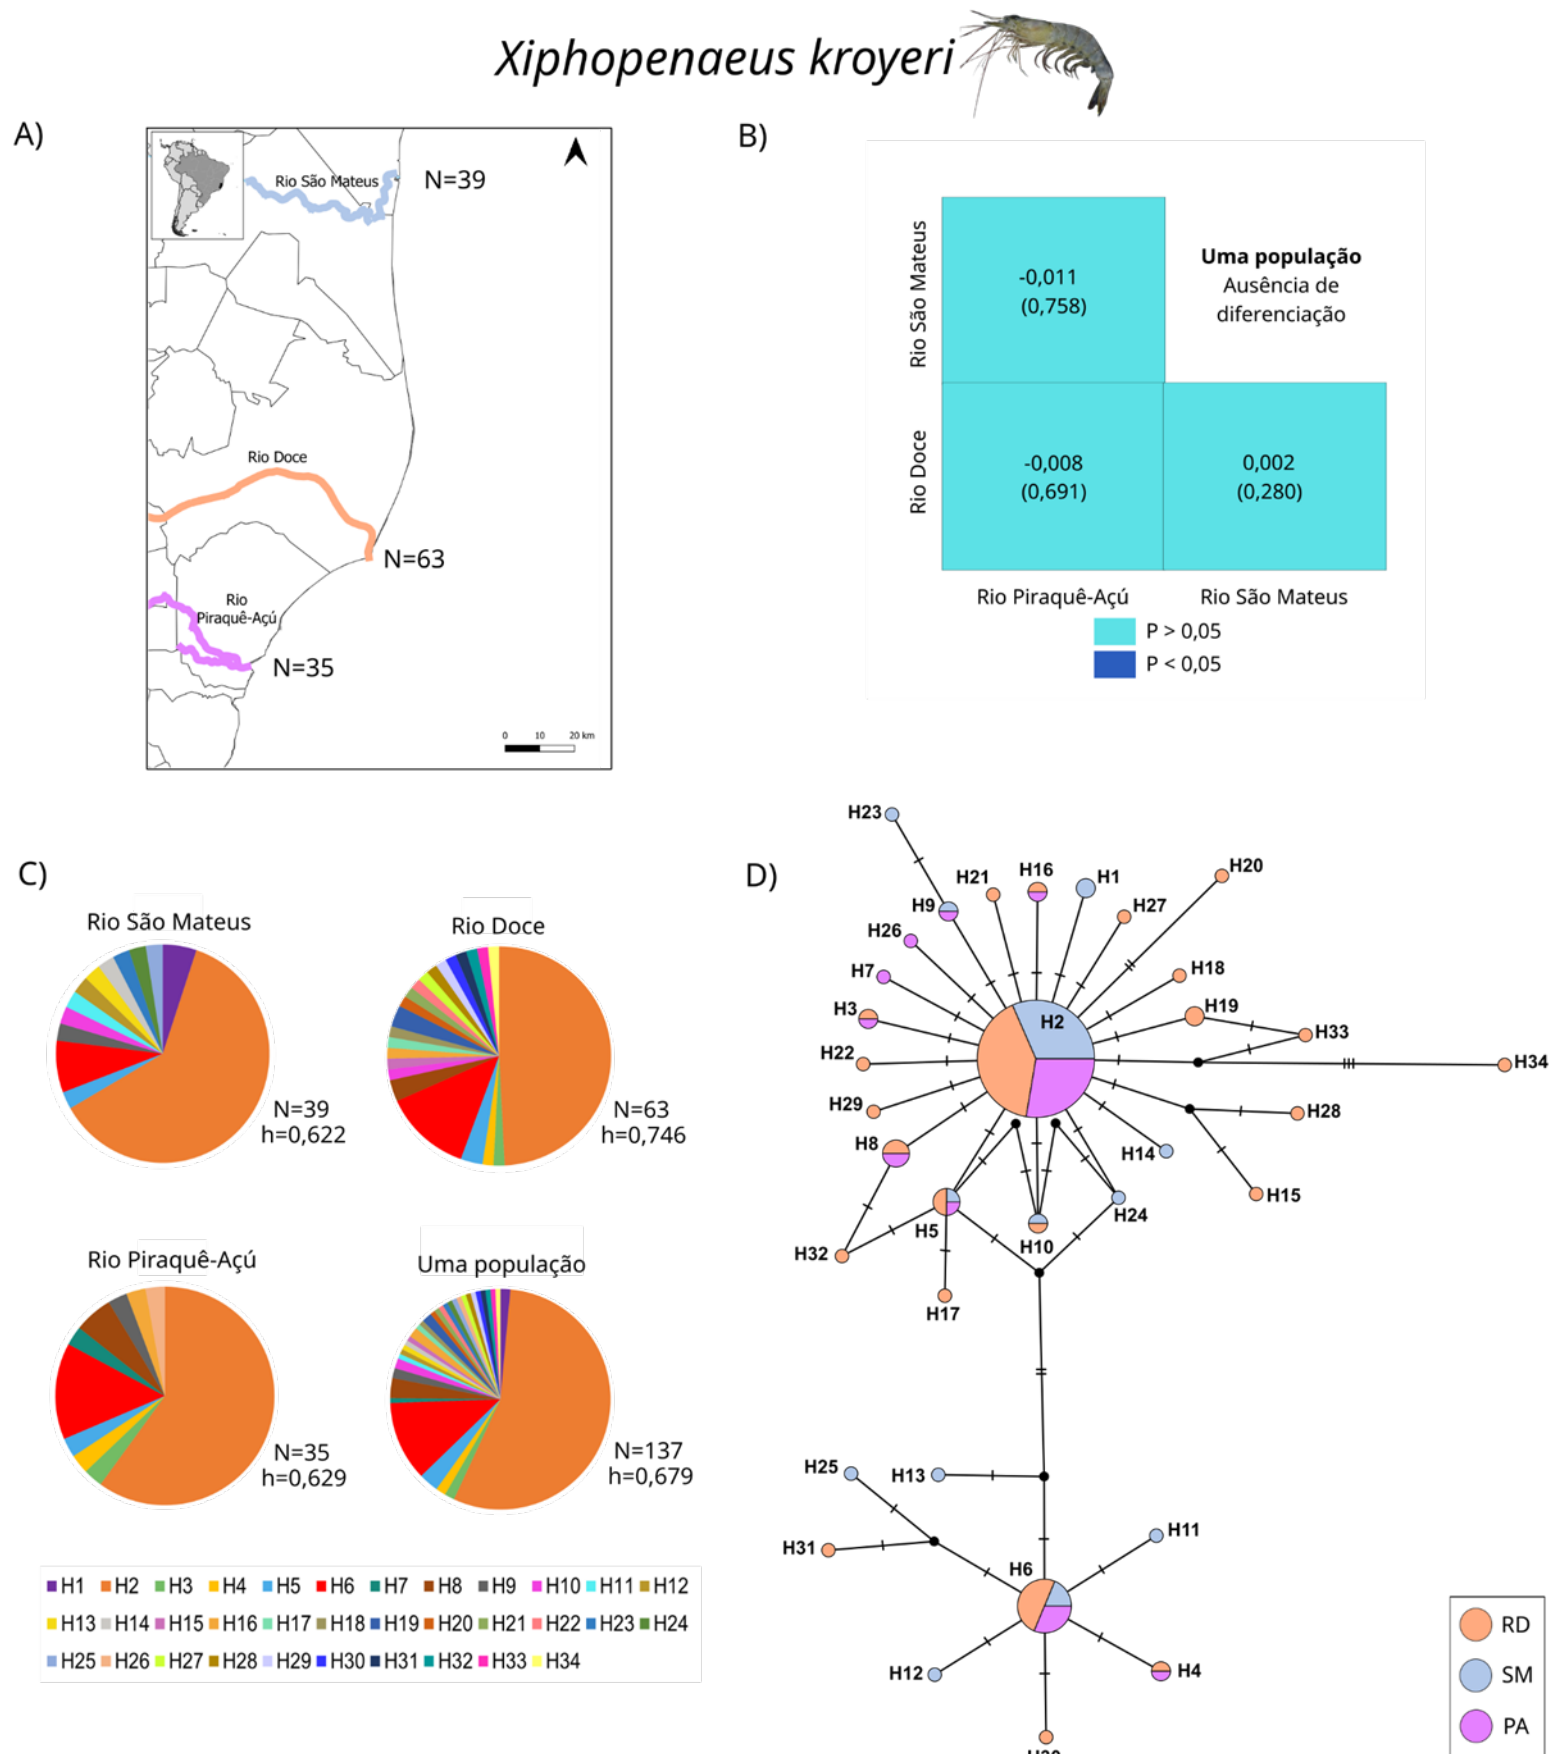 Xiphopenaeus kroyeri
A)
Rio São Mateus
N=39
Rio Doce
N=63
Rio
Piraquê-Açú
N=35
0 10 20 km
B)
Rio São Mateus
-0,011
(0,758)
Uma população
Ausência de
diferenciação
Rio Doce
-0,008
(0,691)
0,002
(0,280)
Rio Piraquê-Açú
Rio São Mateus
P > 0,05
P < 0,05
C)
Rio São Mateus
N=39
h=0,622
Rio Doce
N=63
h=0,746
Rio Piraquê-Açú
N=35
h=0,629
Uma população
N=137
h=0,679
H1 H2 H3 H4 H5 H6 H7 H8 H9 H10 H11 H12
H13 H14 H15 H16 H17 H18 H19 H20 H21 H22 H23 H24
H25 H26 H27 H28 H29 H30 H31 H32 H33 H34
D)
H23
H21
H16
H1
H20
H9
H27
H26
H7
H18
H3
H2
H19
H33
H22
H34
H29
H28
H8
H14
H15
H5
H24
H10
H32
H17
H25
H13
H11
H31
H6
H12
H4
RD
SM
PA